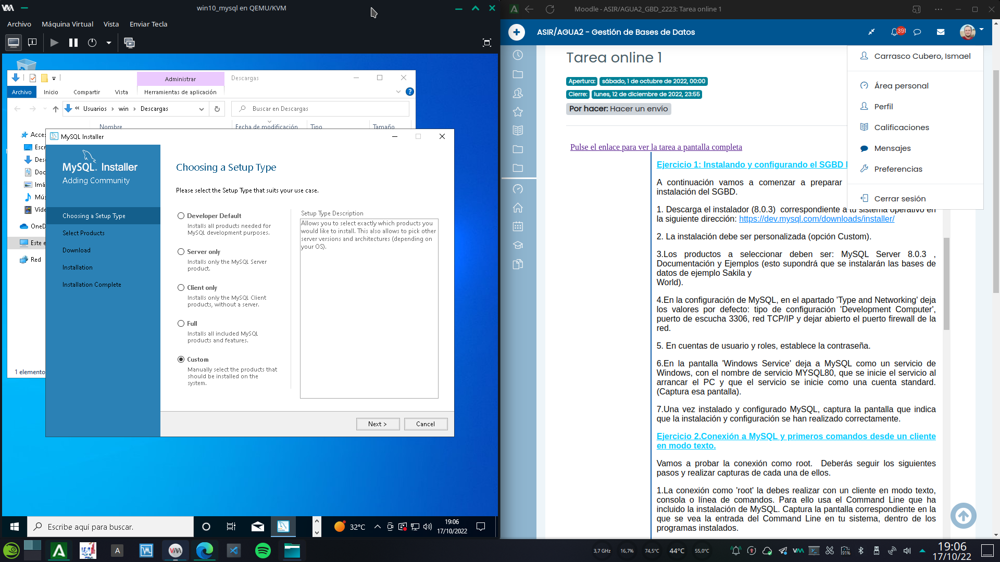 win10_mysql en QEMU/KVM
Archivo Máquina Virtual Vista Enviar Tecla
Administrar
Descargas
Archivo Inicio Compartir Vista Herramientas de aplicación
« Usuarios › win › Descargas
Buscar en Descargas
Nombre Fecha de modificación Tipo Tamaño
Acces
Escr
Des
Doc
Imá
Mús
Víde
OneD
Este e
Red
1 elemento
MySQL Installer
MySQL. Installer
Adding Community
Choosing a Setup Type
Select Products
Download
Installation
Installation Complete
Choosing a Setup Type
Please select the Setup Type that suits your use case.
Developer Default
Installs all products needed for
MySQL development purposes.
Server only
Installs only the MySQL Server
product.
Client only
Installs only the MySQL Client
products, without a server.
Full
Installs all included MySQL
products and features.
Custom
Manually select the products that
should be installed on the
system.
Setup Type Description
Allows you to select exactly which products you
would like to install. This also allows to pick other
server versions and architectures (depending on
your OS).
Next >
Cancel
Escribe aquí para buscar.
32°C
19:06
17/10/2022
Moodle - ASIR/AGUA2_GBD_2223: Tarea online 1
ASIR/AGUA2 - Gestión de Bases de Datos
391
Tarea online 1
Apertura: sábado, 1 de octubre de 2022, 00:00
Cierre: lunes, 12 de diciembre de 2022, 23:55
Por hacer: Hacer un envío
Carrasco Cubero, Ismael
Área personal
Perfil
Calificaciones
Mensajes
Preferencias
Cerrar sesión
Pulse el enlace para ver la tarea a pantalla completa
Ejercicio 1: Instalando y configurando el SGBD
A continuación vamos a comenzar a preparar
instalación del SGBD.
1. Descarga el instalador (8.0.3) correspondiente a tu sistema operativo en
la siguiente dirección: https://dev.mysql.com/downloads/installer/
2. La instalación debe ser personalizada (opción Custom).
3.Los productos a seleccionar deben ser: MySQL Server 8.0.3 ,
Documentación y Ejemplos (esto supondrá que se instalarán las bases de
datos de ejemplo Sakila y
World).
4.En la configuración de MySQL, en el apartado 'Type and Networking' deja
los valores por defecto: tipo de configuración 'Development Computer',
puerto de escucha 3306, red TCP/IP y dejar abierto el puerto firewall de la
red.
5. En cuentas de usuario y roles, establece la contraseña.
6.En la pantalla 'Windows Service' deja a MySQL como un servicio de
Windows, con el nombre de servicio MYSQL80, que se inicie el servicio al
arrancar el PC y que el servicio se inicie como una cuenta standard.
(Captura esa pantalla).
7.Una vez instalado y configurado MySQL, captura la pantalla que indica
que la instalación y configuración se han realizado correctamente.
Ejercicio 2.Conexión a MySQL y primeros comandos desde un cliente
en modo texto.
Vamos a probar la conexión como root. Deberás seguir los siguientes
pasos y realizar capturas de cada una de ellos.
1.La conexión como 'root' la debes realizar con un cliente en modo texto,
consola o línea de comandos. Para ello usa el Command Line que ha
incluido la instalación de MySQL. Captura la pantalla correspondiente en la
que se vea la entrada del Command Line en tu sistema, dentro de los
programas instalados.
3,7 GHz 16,7% 74,5°C 44°C 55,0°C
91%
19:06
17/10/22